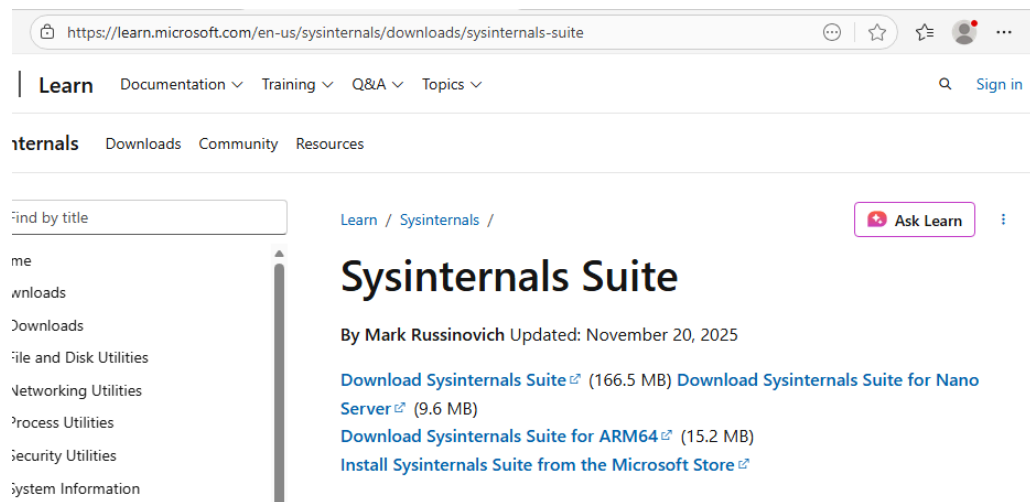 https://learn.microsoft.com/en-us/sysinternals/downloads/sysinternals-suite
Learn Documentation Training Q&A Topics Sign in
nternals Downloads Community Resources
Find by title
me
wnloads
Downloads
File and Disk Utilities
Networking Utilities
Process Utilities
Security Utilities
System Information
Learn / Sysinternals /
Ask Learn
Sysinternals Suite
By Mark Russinovich Updated: November 20, 2025
Download Sysinternals Suite (166.5 MB) Download Sysinternals Suite for Nano
Server (9.6 MB)
Download Sysinternals Suite for ARM64 (15.2 MB)
Install Sysinternals Suite from the Microsoft Store